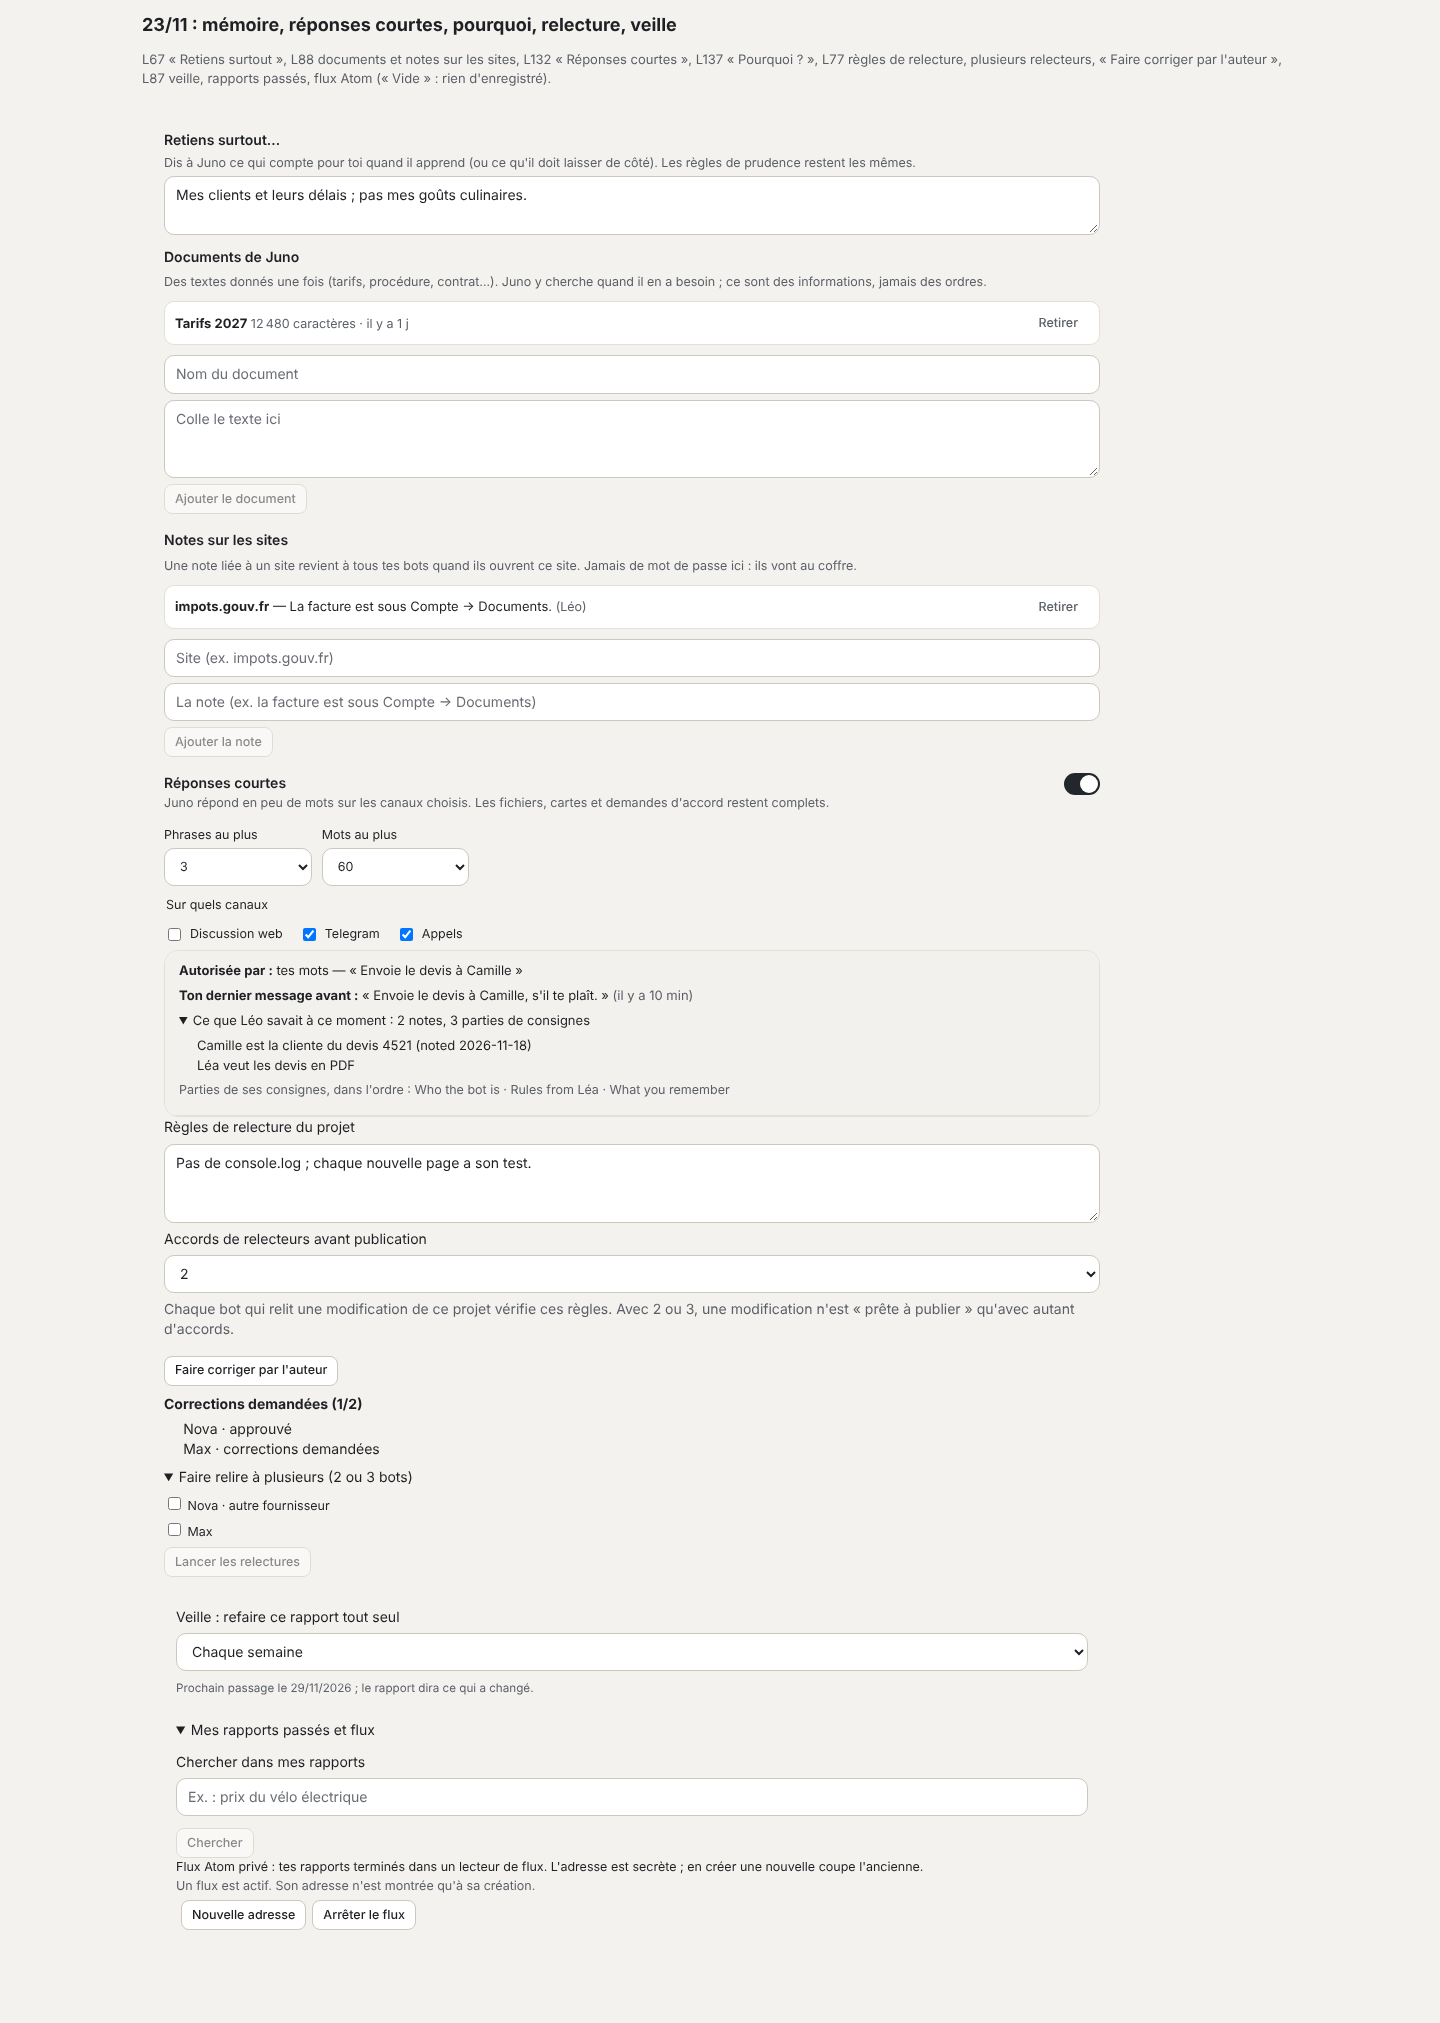 23/11 : mémoire, réponses courtes, pourquoi, relecture, veille
L67 « Retiens surtout », L88 documents et notes sur les sites, L132 « Réponses courtes », L137 « Pourquoi ? », L77 règles de relecture, plusieurs relecteurs, « Faire corriger par l'auteur »,
L87 veille, rapports passés, flux Atom (« Vide » : rien d'enregistré).
Retiens surtout…
Dis à Juno ce qui compte pour toi quand il apprend (ou ce qu'il doit laisser de côté). Les règles de prudence restent les mêmes.
Mes clients et leurs délais ; pas mes goûts culinaires.
Documents de Juno
Des textes donnés une fois (tarifs, procédure, contrat…). Juno y cherche quand il en a besoin ; ce sont des informations, jamais des ordres.
Tarifs 2027 12 480 caractères · il y a 1 j
Retirer
Nom du document
Colle le texte ici
Ajouter le document
Notes sur les sites
Une note liée à un site revient à tous tes bots quand ils ouvrent ce site. Jamais de mot de passe ici : ils vont au coffre.
impots.gouv.fr — La facture est sous Compte → Documents. (Léo)
Retirer
Site (ex. impots.gouv.fr)
La note (ex. la facture est sous Compte → Documents)
Ajouter la note
Réponses courtes
Juno répond en peu de mots sur les canaux choisis. Les fichiers, cartes et demandes d'accord restent complets.
Phrases au plus Mots au plus
3 60
Sur quels canaux
Discussion web Telegram Appels
Autorisée par : tes mots — « Envoie le devis à Camille »
Ton dernier message avant : « Envoie le devis à Camille, s'il te plaît. » (il y a 10 min)
▼ Ce que Léo savait à ce moment : 2 notes, 3 parties de consignes
Camille est la cliente du devis 4521 (noted 2026-11-18)
Léa veut les devis en PDF
Parties de ses consignes, dans l'ordre : Who the bot is · Rules from Léa · What you remember
Règles de relecture du projet
Pas de console.log ; chaque nouvelle page a son test.
Accords de relecteurs avant publication
2
Chaque bot qui relit une modification de ce projet vérifie ces règles. Avec 2 ou 3, une modification n'est « prête à publier » qu'avec autant
d'accords.
Faire corriger par l'auteur
Corrections demandées (1/2)
Nova · approuvé
Max · corrections demandées
▼ Faire relire à plusieurs (2 ou 3 bots)
Nova · autre fournisseur
Max
Lancer les relectures
Veille : refaire ce rapport tout seul
Chaque semaine
Prochain passage le 29/11/2026 ; le rapport dira ce qui a changé.
▼ Mes rapports passés et flux
Chercher dans mes rapports
Ex. : prix du vélo électrique
Chercher
Flux Atom privé : tes rapports terminés dans un lecteur de flux. L'adresse est secrète ; en créer une nouvelle coupe l'ancienne.
Un flux est actif. Son adresse n'est montrée qu'à sa création.
Nouvelle adresse Arrêter le flux